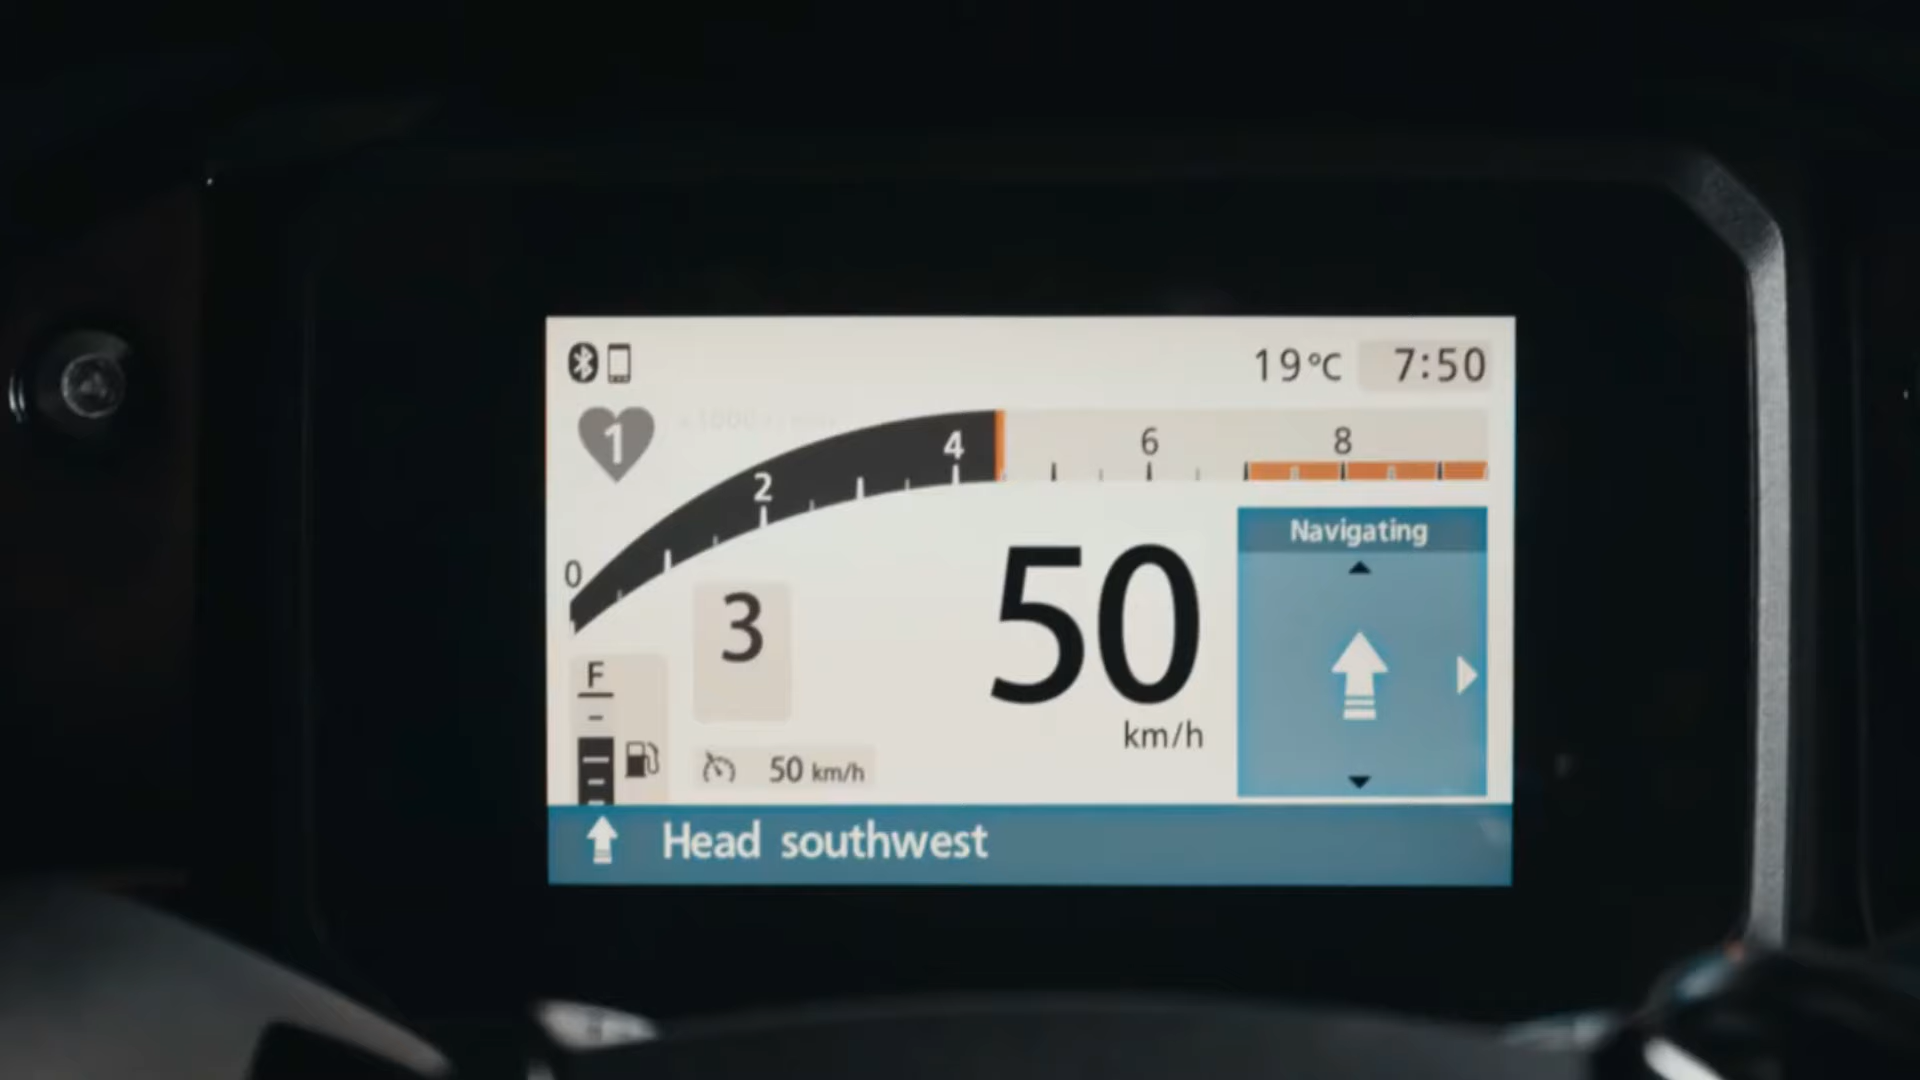 19°C 7:50
1
0 2 4 6 8
Navigating
3
50
km/h
F
50 km/h
Head southwest